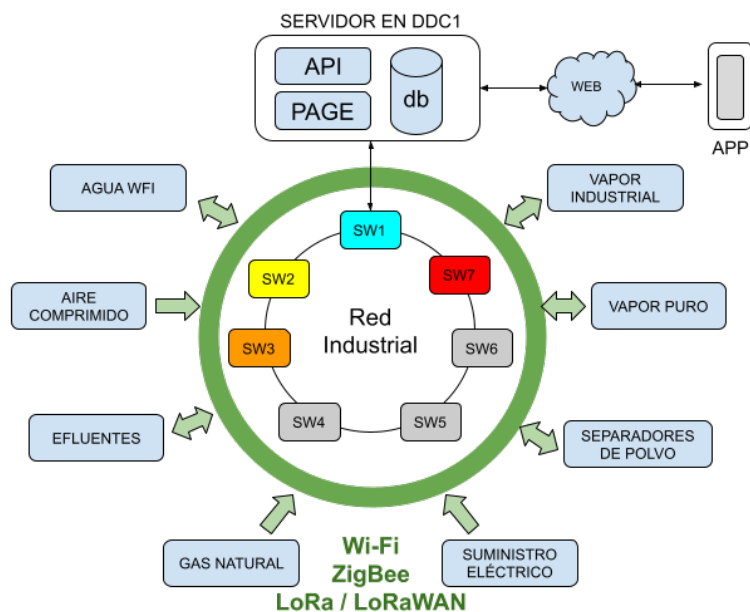 SERVIDOR EN DDC1
API
PAGE
db
WEB
APP
AGUA WFI
VAPOR
INDUSTRIAL
SW1
SW2
SW7
AIRE
COMPRIMIDO
Red
Industrial
VAPOR PURO
SW3
SW6
SW4
SW5
EFLUENTES
SEPARADORES
DE POLVO
GAS NATURAL
Wi-Fi
ZigBee
LoRa / LoRaWAN
SUMINISTRO
ELÉCTRICO